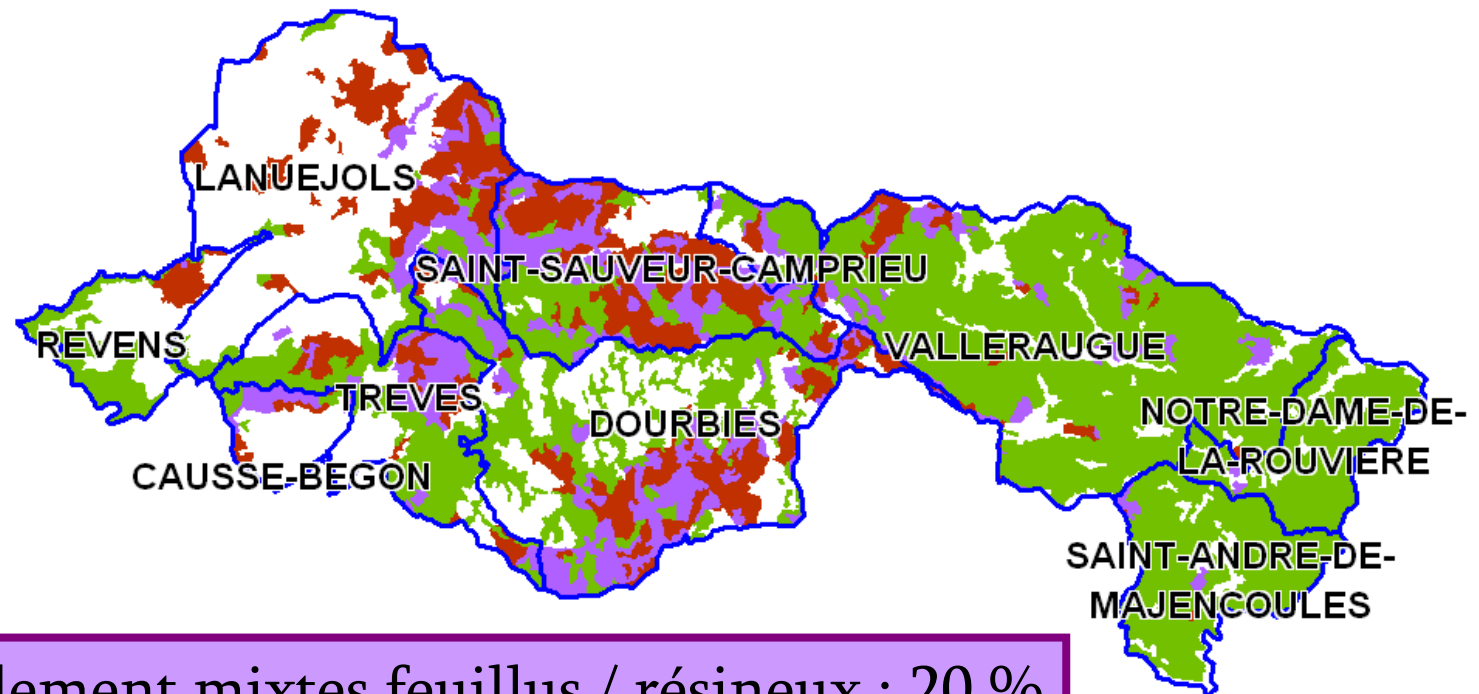 LANUEJOLS
SAINT-SAUVEUR-CAMPRIEU
REVENS
VALLERAUGUE
TREVES
DOURBIES
NOTRE-DAME-DE-
LA-ROUVIERE
CAUSSE-BEGON
SAINT-ANDRE-DE-
MAJENCOULES
mixtes feuillus / résineux : 20 %